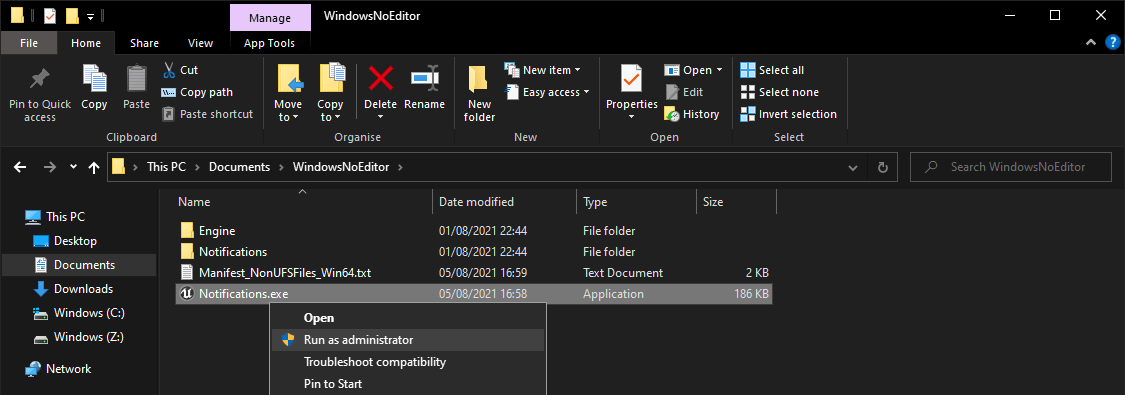 Manage
WindowsNoEditor
File
Home
Share
View
App Tools
Pin to Quick access
Copy
Paste
Cut
Copy path
Paste shortcut
Clipboard
Move to
Copy to
Delete
Rename
Organise
New folder
New item
Easy access
New
Properties
Open
Edit
History
Open
Select all
Select none
Invert selection
Select
This PC
Documents
WindowsNoEditor
Search WindowsNoEditor
Name
Date modified
Type
Size
This PC
Desktop
Documents
Downloads
Windows (C:)
Windows (Z:)
Network
Engine 01/08/2021 22:44 File folder
Notifications 01/08/2021 22:44 File folder
Manifest_NonUFSFiles_Win64.txt 05/08/2021 16:59 Text Document 2 KB
Notifications.exe 05/08/2021 16:58 Application 186 KB
Open
Run as administrator
Troubleshoot compatibility
Pin to Start